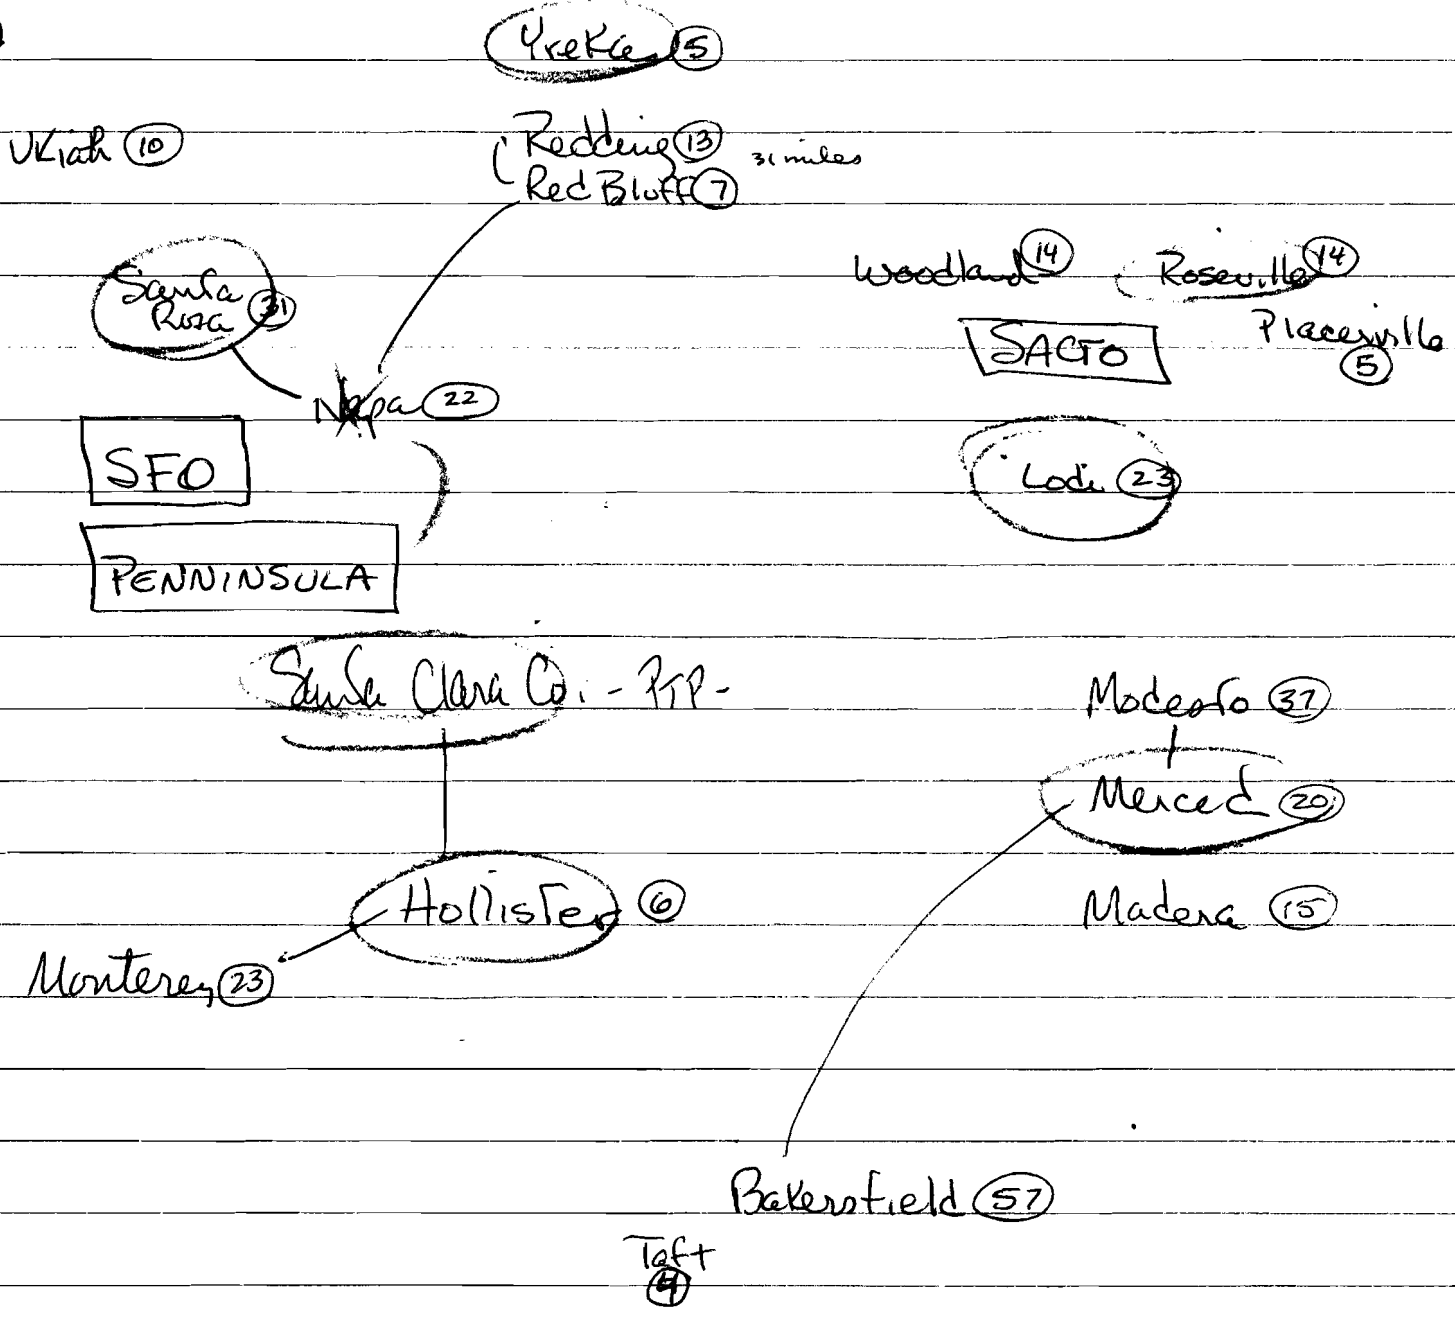 Yreka 5
Ukiah 10
Redding 13
31 miles
Red Bluff 7
Woodland 14
Roseville 14
Santa
Rosa 31
Placerville
5
SACTO
Napa 22
SFO
Lodi 23
PENNINSULA
Santa Clara Co. - PTP -
Modesto 37
Merced 20
Hollister 6
Madera 15
Monterey 23
Bakersfield 57
Taft
4